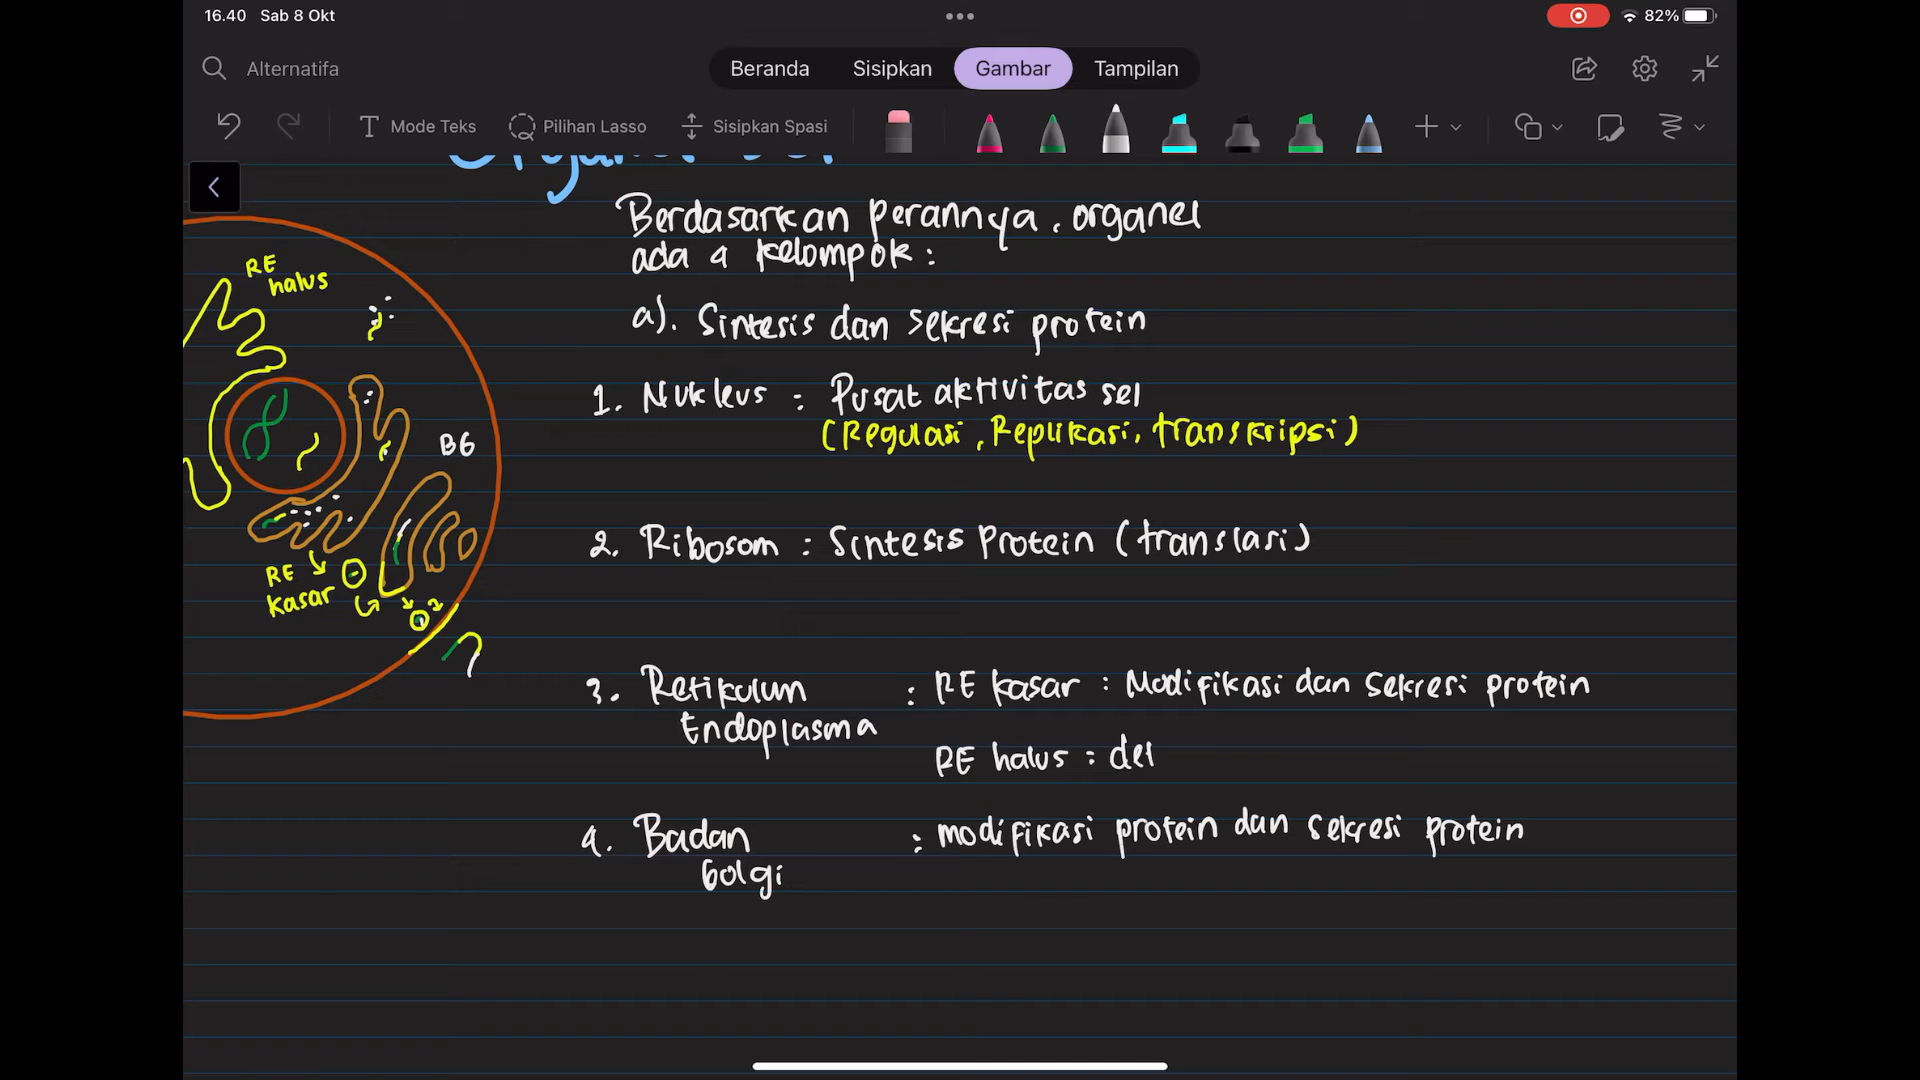 16.40 Sab 8 Okt
82%
Alternatifa
Beranda Sisipkan Gambar Tampilan
Mode Teks Pilihan Lasso Sisipkan Spasi
Berdasarkan perannya, organel
ada 4 kelompok :
a). Sintesis dan sekresi protein
RE
halus
1. Nukleus : Pusat aktivitas sel
(Regulasi, Replikasi, transkripsi)
BG
2. Ribosom : Sintesis Protein (translasi)
RE
kasar
3. Retikulum : RE kasar : Modifikasi dan sekresi protein
Endoplasma
RE halus : det
4. Badan : modifikasi protein dan sekresi protein
Golgi